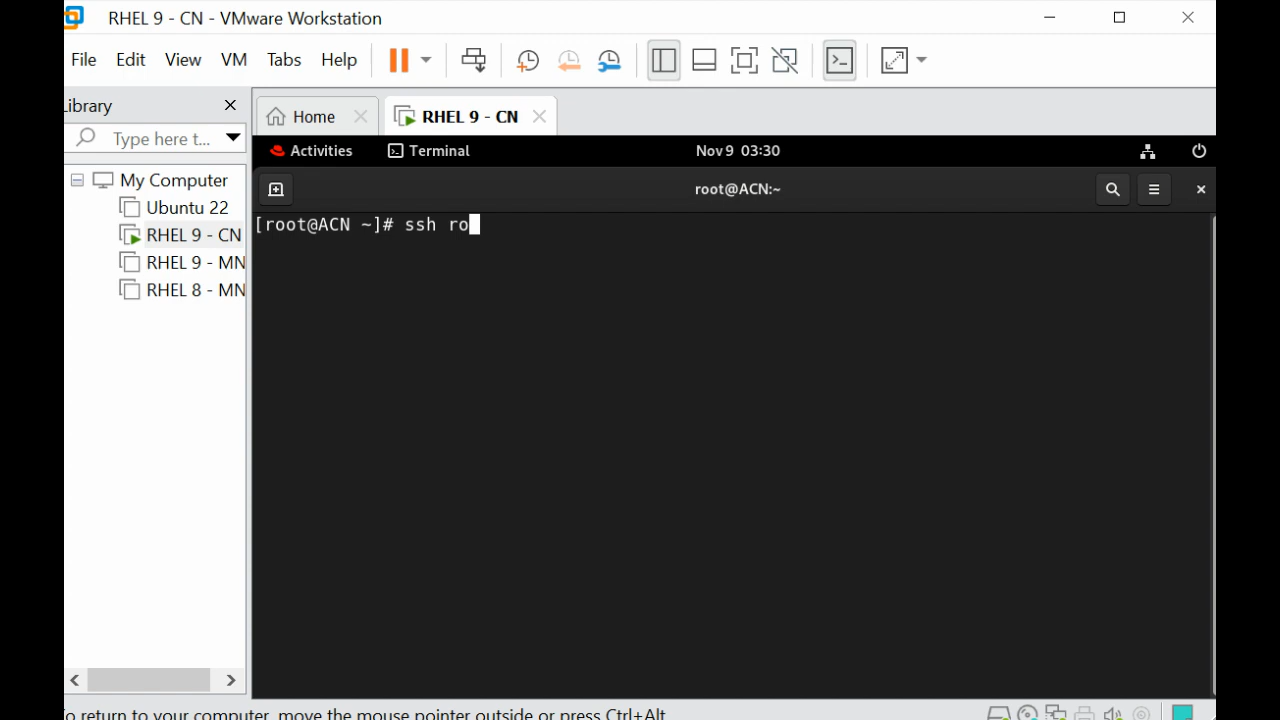 RHEL 9 - CN - VMware Workstation
File Edit View VM Tabs Help
Library
Type here t...
My Computer
Ubuntu 22
RHEL 9 - CN
RHEL 9 - MN
RHEL 8 - MN
Home
RHEL 9 - CN
Activities Terminal Nov 9 03:30
root@ACN:~
[root@ACN ~]# ssh ro
To return to your computer, move the mouse pointer outside or press Ctrl+Alt.